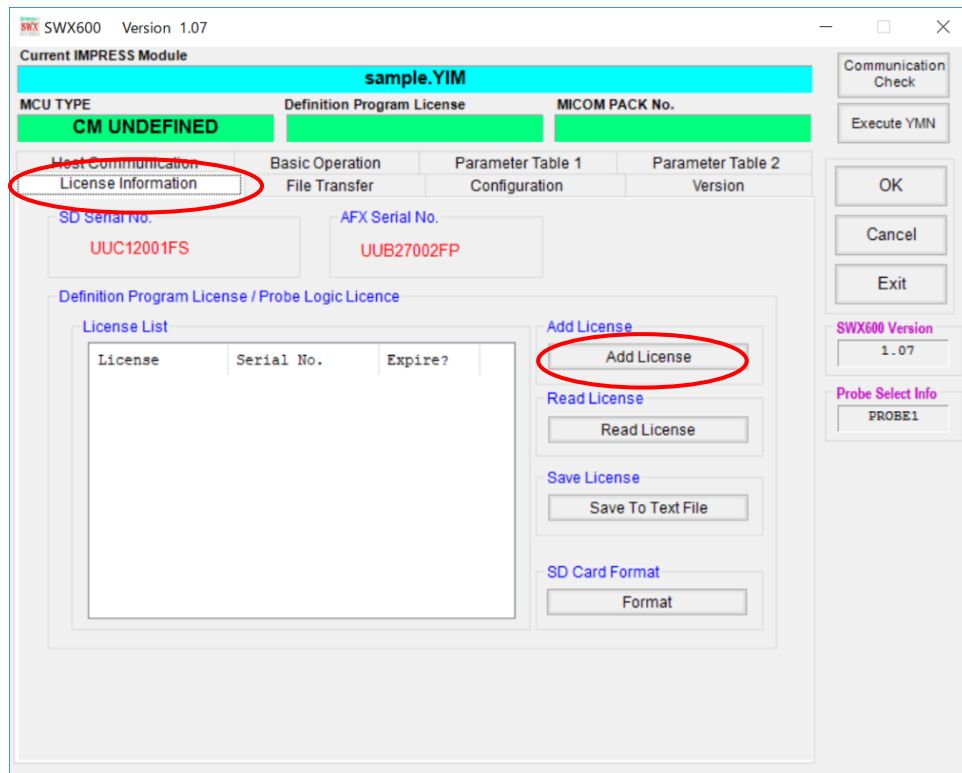 SWX SWX600 Version 1.07
Current IMPRESS Module
sample.YIM
MCU TYPE Definition Program License MICOM PACK No.
CM UNDEFINED
Communication Check
Execute YMN
Host Communication Basic Operation Parameter Table 1 Parameter Table 2
License Information File Transfer Configuration Version
OK
Cancel
Exit
SD Serial No. AFX Serial No.
UUC12001FS UUB27002FP
Definition Program License / Probe Logic Licence
License List
License Serial No. Expire?
Add License
Add License
Read License
Read License
Save License
Save To Text File
SD Card Format
Format
SWX600 Version
1.07
Probe Select Info
PROBE1